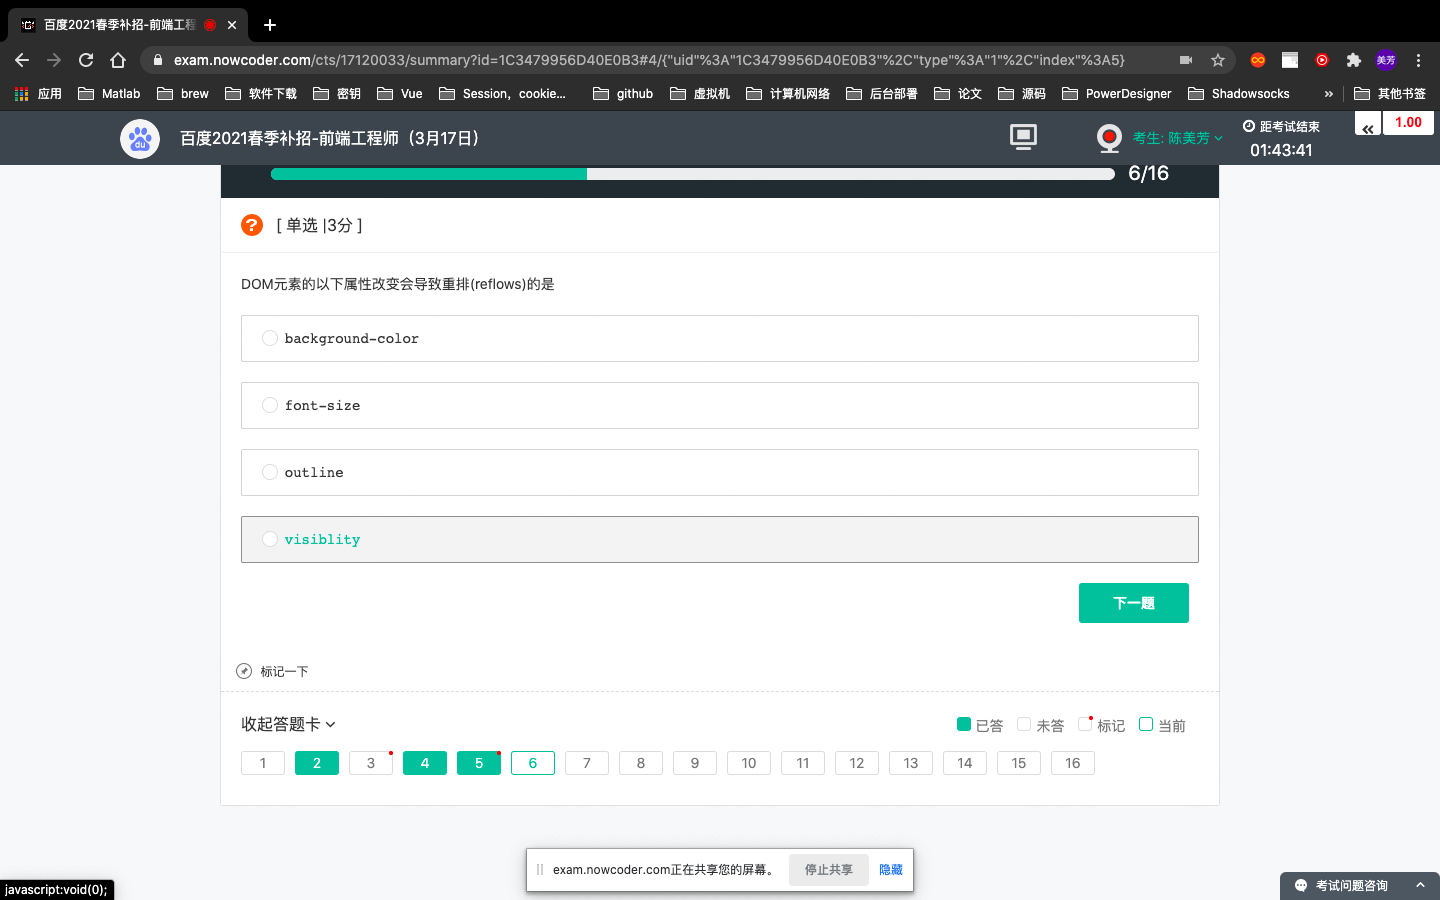 百度2021春季补招-前端工程
exam.nowcoder.com/cts/17120033/summary?id=1C3479956D40E0B3#4/{"uid"%3A"1C3479956D40E0B3"%2C"type"%3A"1"%2C"index"%3A5}
美芳
应用 Matlab brew 软件下载 密钥 Vue Session，cookie... github 虚拟机 计算机网络 后台部署 论文 源码 PowerDesigner Shadowsocks » 其他书签
du 百度2021春季补招-前端工程师（3月17日） 考生: 陈美芳 距考试结束 « 1.00
01:43:41
6/16
? [ 单选 |3分 ]
DOM元素的以下属性改变会导致重排(reflows)的是
background-color
font-size
outline
visiblity
下一题
标记一下
收起答题卡 已答 未答 标记 当前
1 2 3 4 5 6 7 8 9 10 11 12 13 14 15 16
exam.nowcoder.com正在共享您的屏幕。 停止共享 隐藏
javascript:void(0);
考试问题咨询